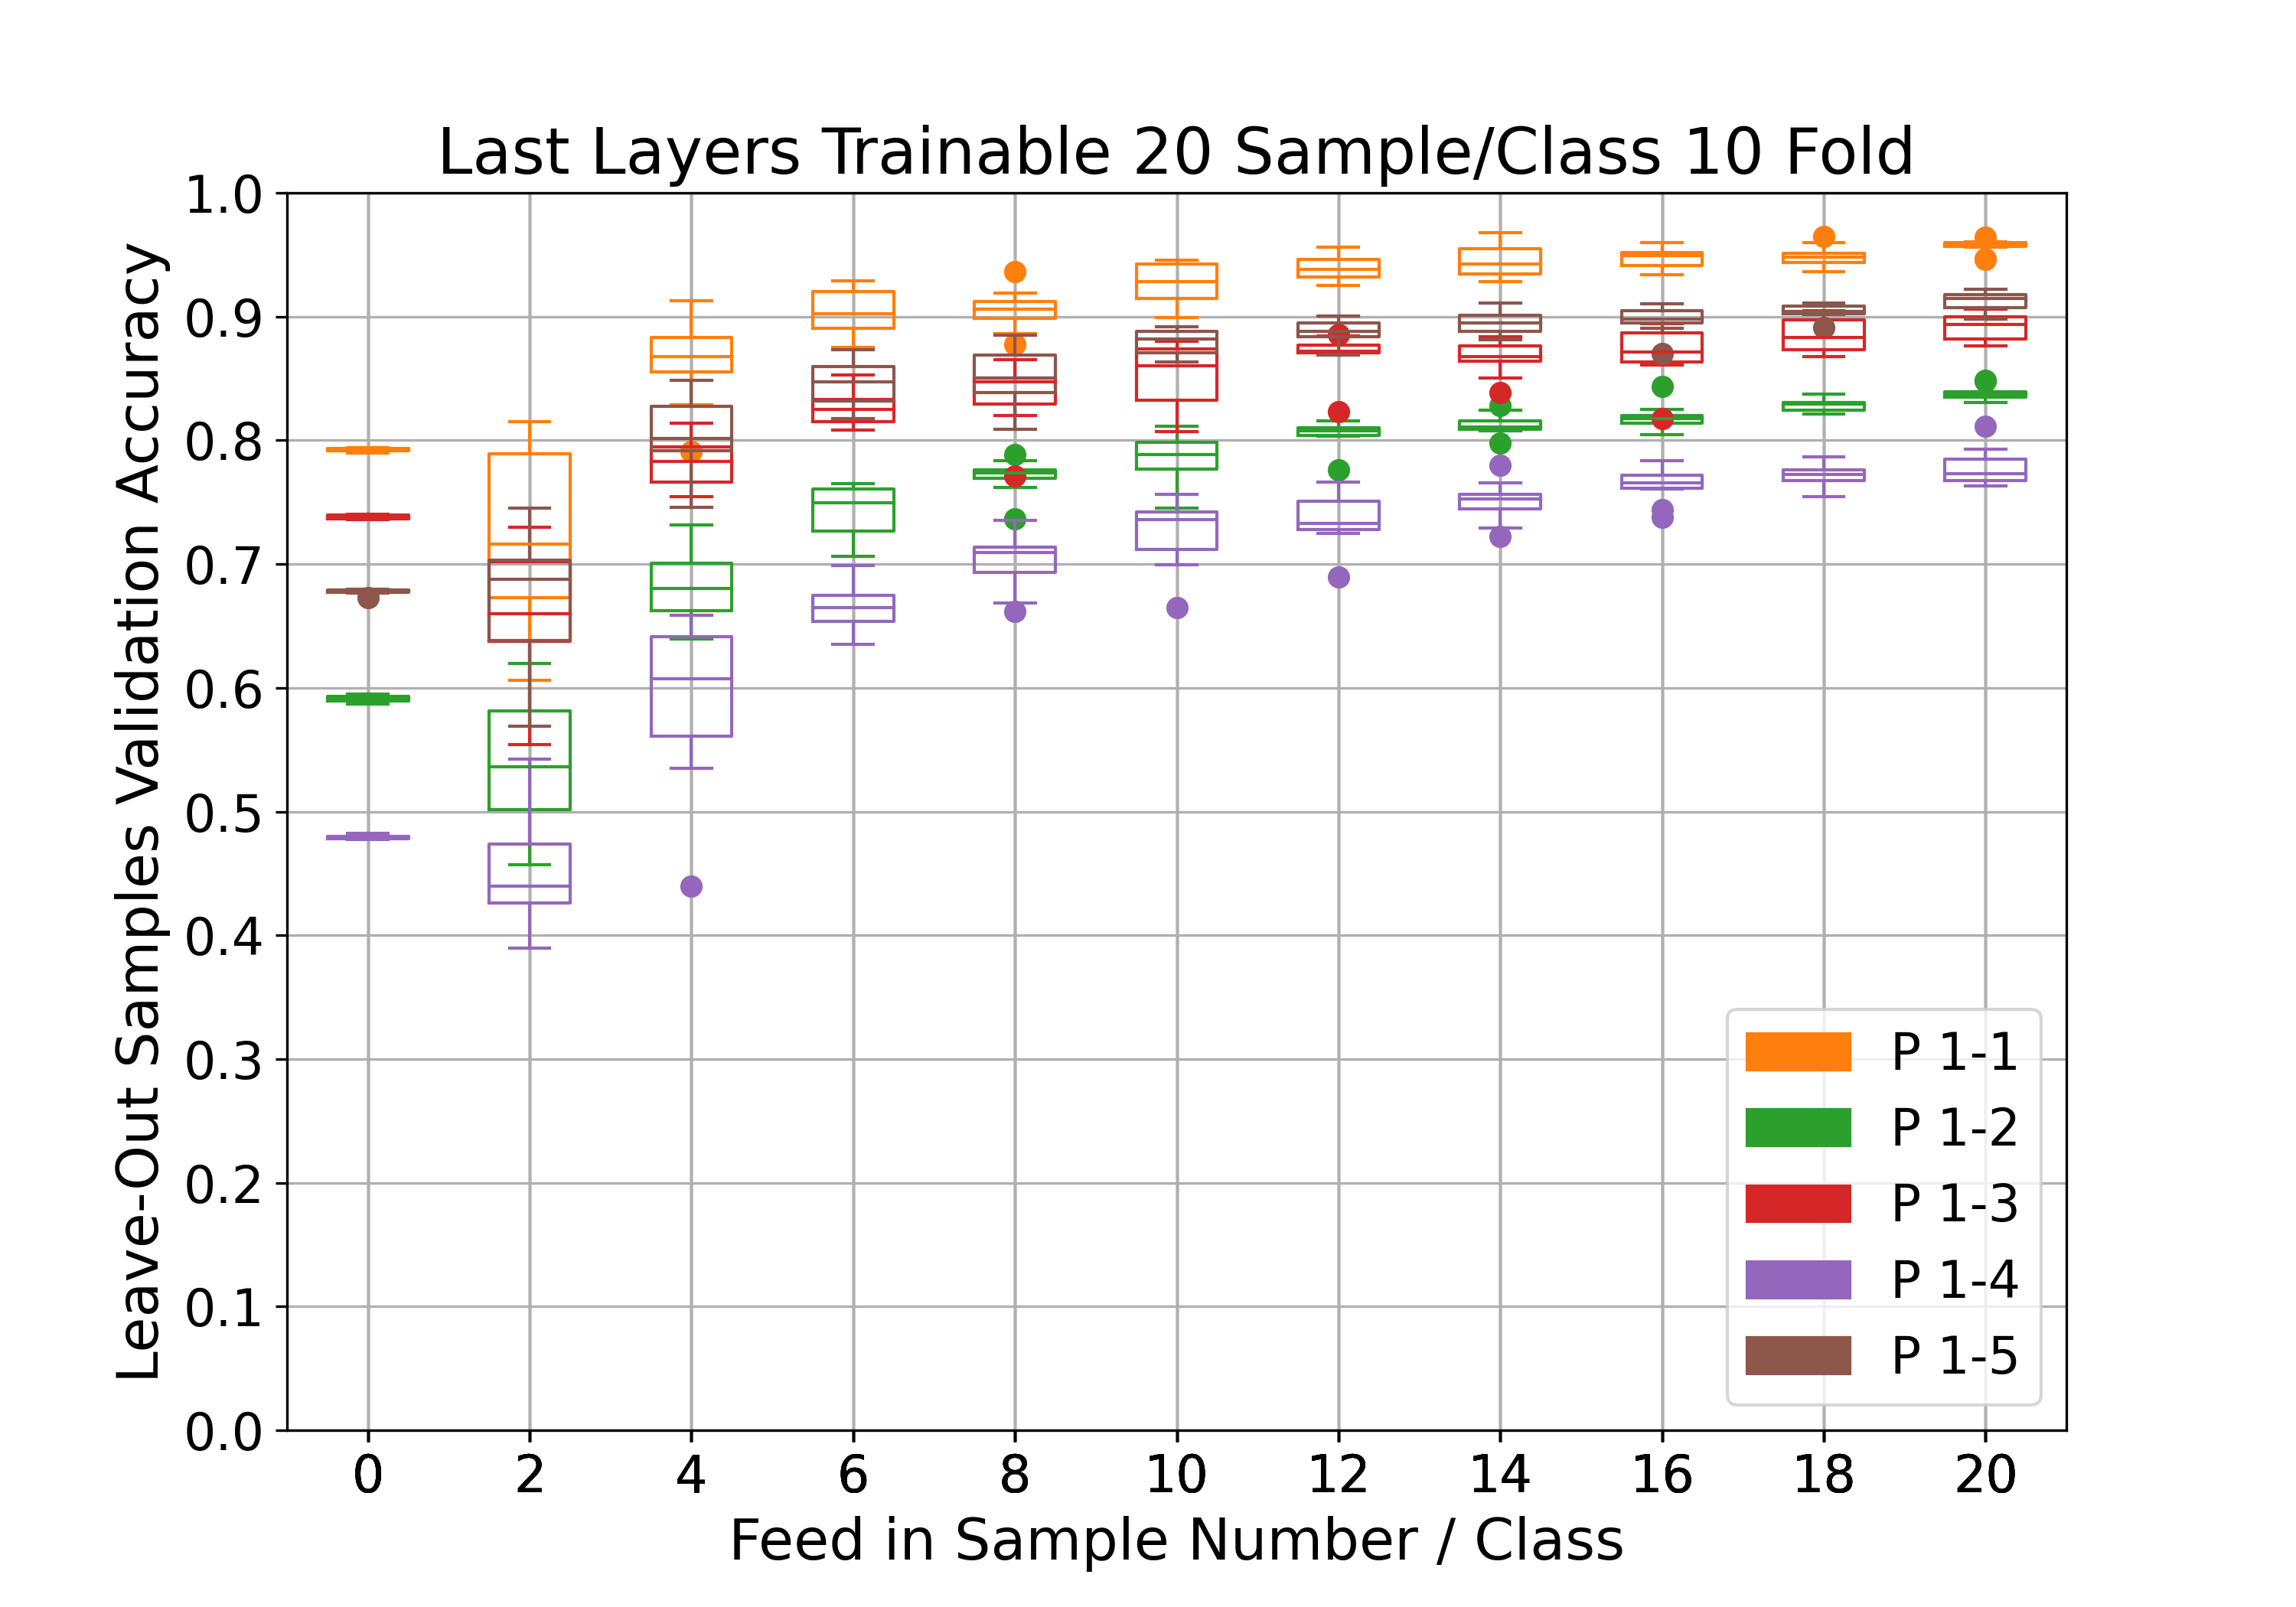 Last Layers Trainable 20 Sample/Class 10 Fold
Leave-Out Samples Validation Accuracy
1.0
0.9
0.8
0.7
0.6
0.5
0.4
0.3
0.2
0.1
0.0
P 1-1
P 1-2
P 1-3
P 1-4
P 1-5
0 2 4 6 8 10 12 14 16 18 20
Feed in Sample Number / Class